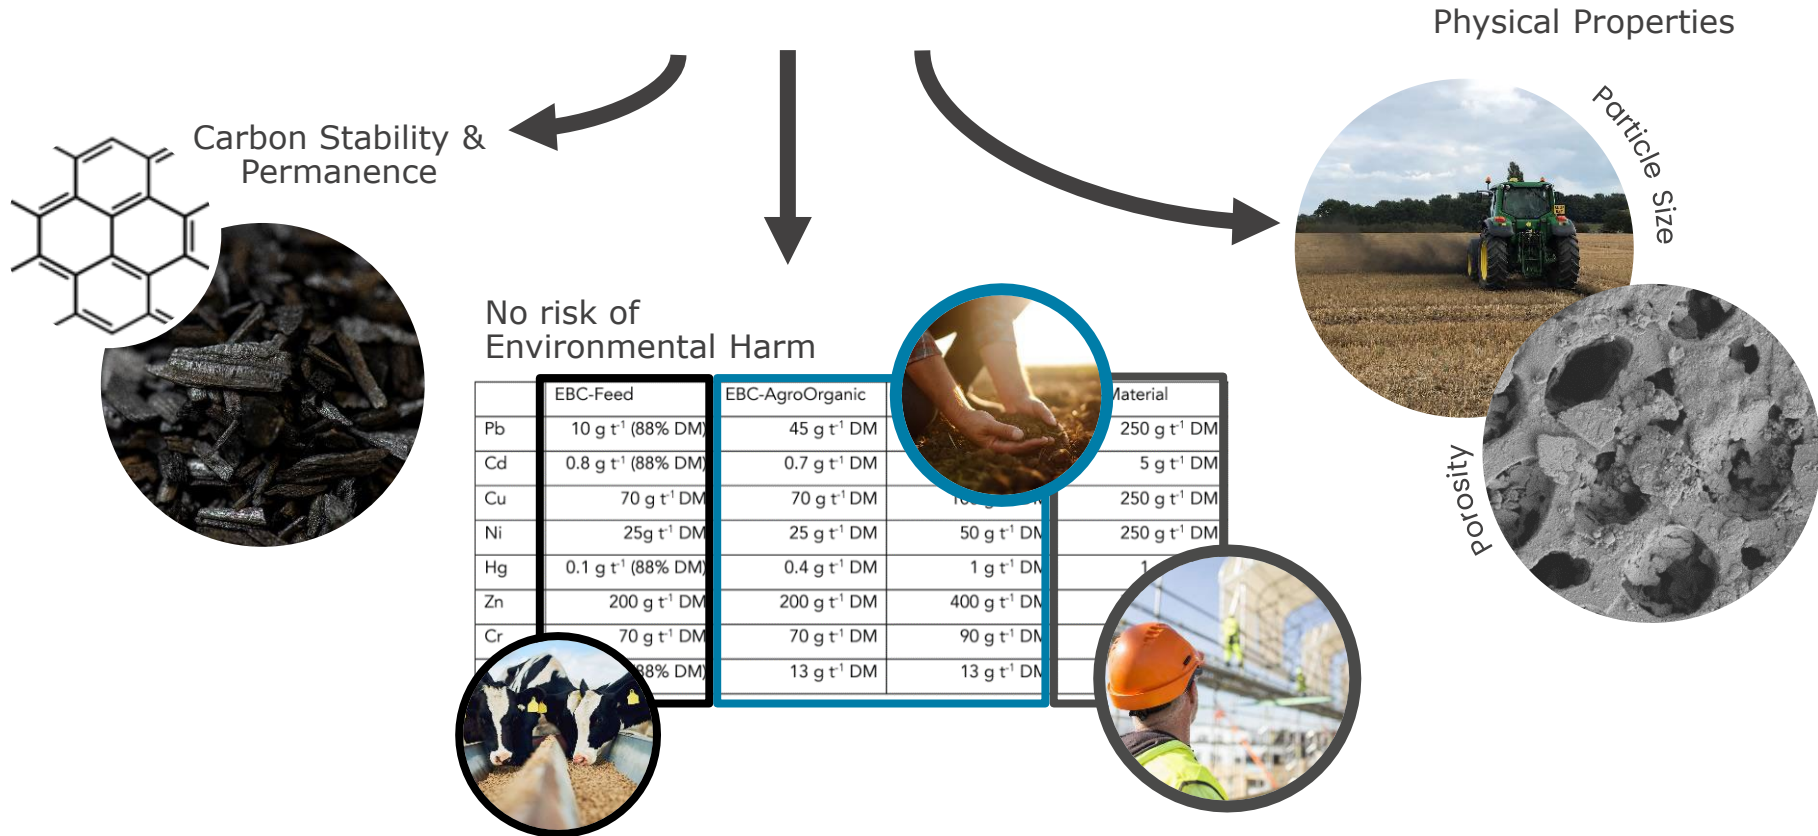 Physical Properties
Carbon Stability &
Permanence
Particle Size
Porosity
No risk of
Environmental Harm
EBC-Feed EBC-AgroOrganic Material
Pb 10 g t⁻¹ (88% DM) 45 g t⁻¹ DM 250 g t⁻¹ DM
Cd 0.8 g t⁻¹ (88% DM) 0.7 g t⁻¹ DM 5 g t⁻¹ DM
Cu 70 g t⁻¹ DM 70 g t⁻¹ DM 250 g t⁻¹ DM
Ni 25g t⁻¹ DM 25 g t⁻¹ DM 50 g t⁻¹ DM 250 g t⁻¹ DM
Hg 0.1 g t⁻¹ (88% DM) 0.4 g t⁻¹ DM 1 g t⁻¹ DM 1
Zn 200 g t⁻¹ DM 200 g t⁻¹ DM 400 g t⁻¹ DM
Cr 70 g t⁻¹ DM 70 g t⁻¹ DM 90 g t⁻¹ DM
88% DM) 13 g t⁻¹ DM 13 g t⁻¹ DM